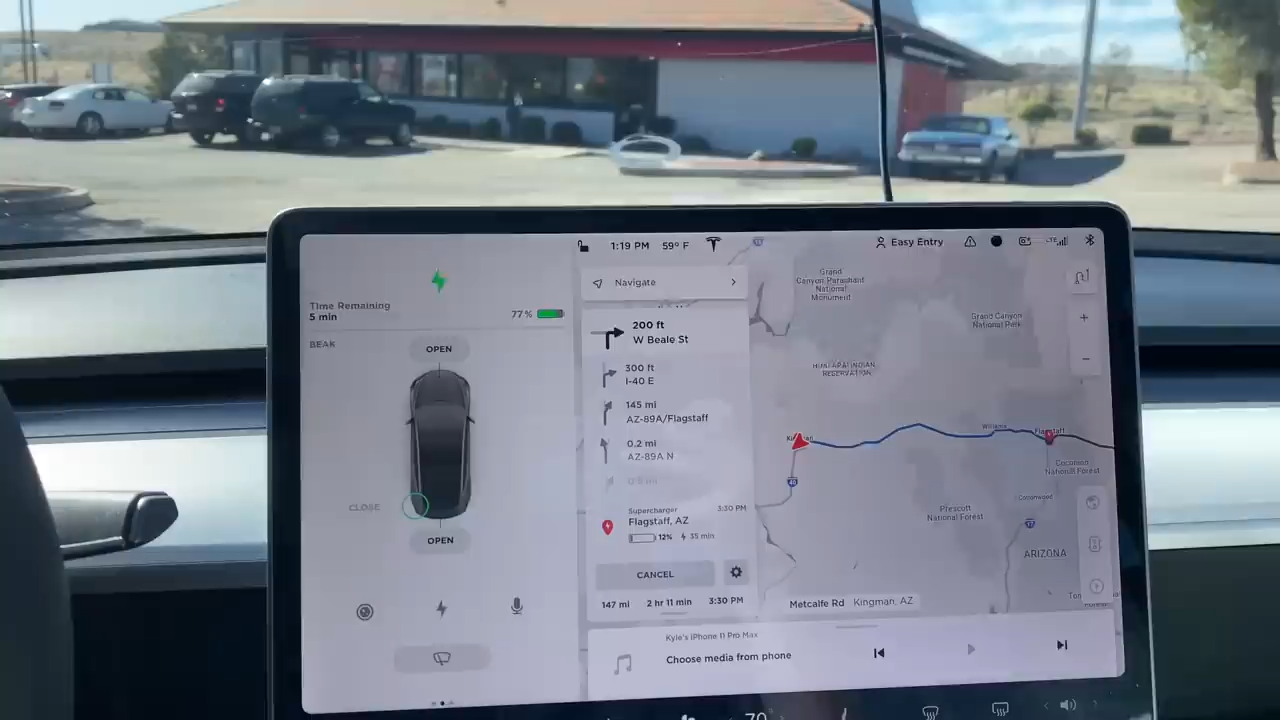 1:19 PM 59° F
Easy Entry
LTE
Time Remaining
5 min
77%
BEAK
OPEN
CLOSE
OPEN
Navigate
200 ft
W Beale St
300 ft
I-40 E
145 mi
AZ-89A/Flagstaff
0.2 mi
AZ-89A N
Supercharger 3:30 PM
Flagstaff, AZ
12% 35 min
CANCEL
147 mi 2 hr 11 min 3:30 PM
Grand
Canyon Parashant
National
Monument
Grand Canyon
National Park
HUALAPAI INDIAN
RESERVATION
Williams
Flagstaff
Coconino
National Forest
Cottonwood
Prescott
National Forest
40
17
ARIZONA
Metcalfe Rd Kingman, AZ
Kyle's iPhone 11 Pro Max
Choose media from phone
70°